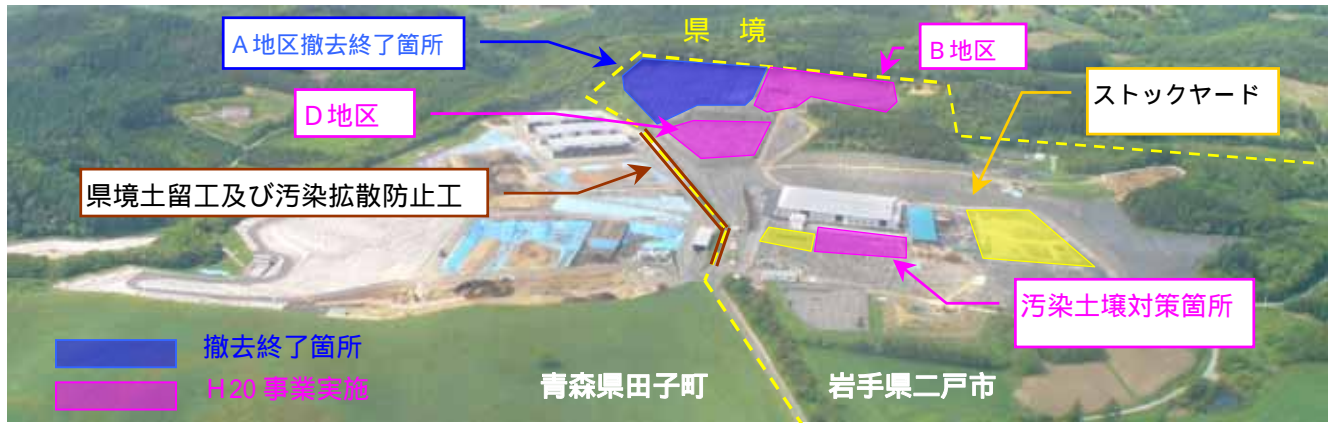 県 境
A地区撤去終了箇所
B地区
ストックヤード
D地区
県境土留工及び汚染拡散防止工
汚染土壌対策箇所
撤去終了箇所
H20事業実施
青森県田子町
岩手県二戸市